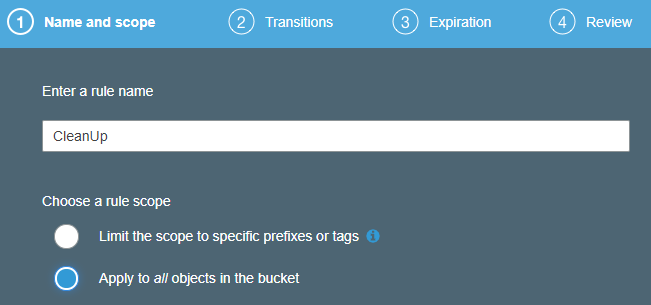 1 Name and scope 2 Transitions 3 Expiration 4 Review
Enter a rule name
CleanUp
Choose a rule scope
Limit the scope to specific prefixes or tags i
Apply to all objects in the bucket